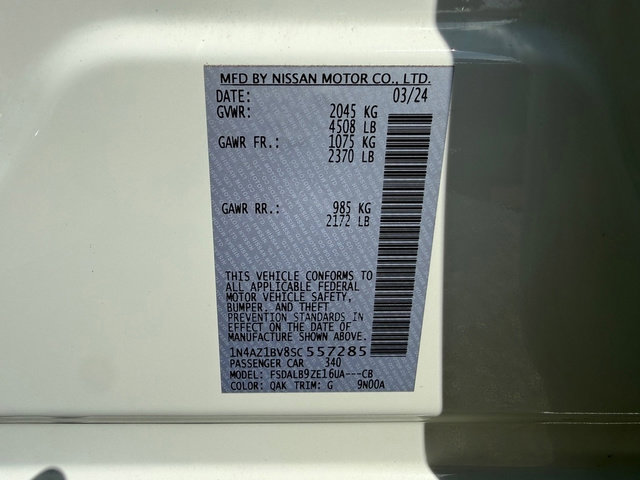 MFD BY NISSAN MOTOR CO., LTD.
DATE: 03/24
GVWR: 2045 KG
4508 LB
GAWR FR.: 1075 KG
2370 LB
GAWR RR.: 985 KG
2172 LB
THIS VEHICLE CONFORMS TO
ALL APPLICABLE FEDERAL
MOTOR VEHICLE SAFETY,
BUMPER, AND THEFT
PREVENTION STANDARDS IN
EFFECT ON THE DATE OF
MANUFACTURE SHOWN ABOVE.
1N4AZ1BV8SC557285
PASSENGER CAR 340
MODEL: FSDALB9ZE16UA---CB
COLOR: QAK TRIM: G 9N00A